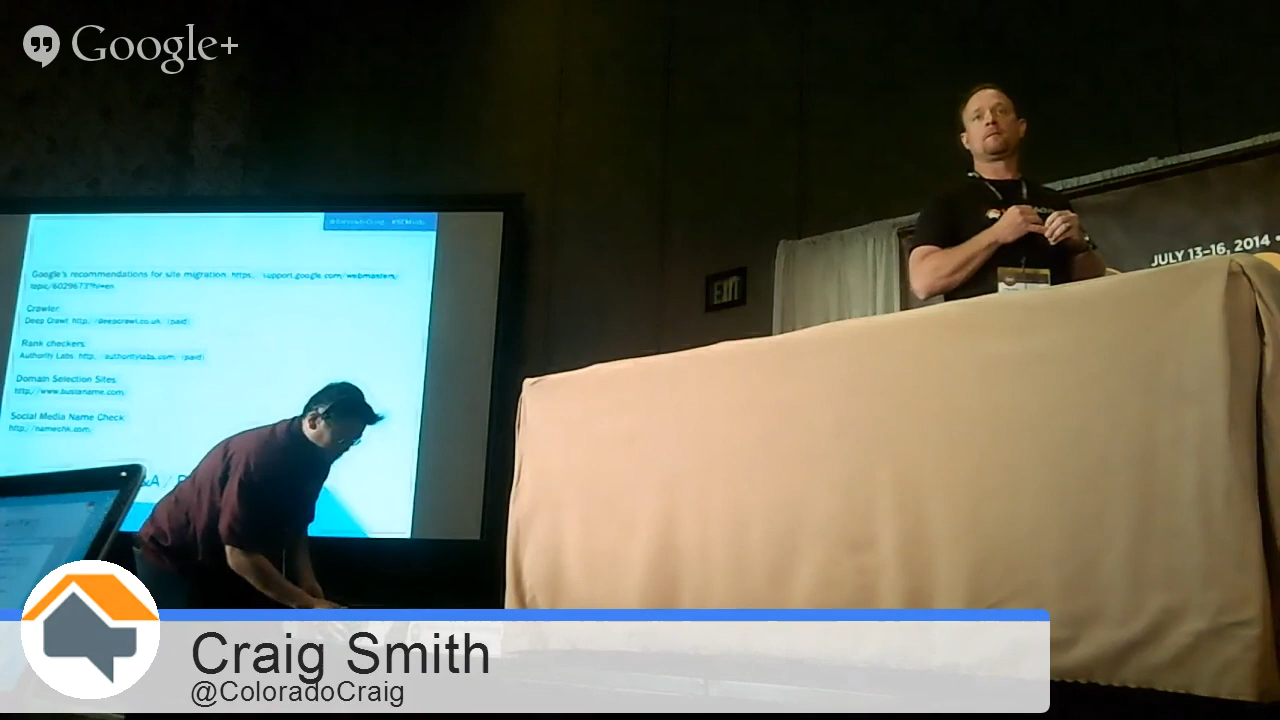 Google+
@ColoradoCraig
Google's recommendations for site migration: https://support.google.com/webmasters/
topic/6029673?hl=en
Crawler:
Deep Crawl http://deepcrawl.co.uk/ (paid)
Rank checkers:
Authority Labs http://authoritylabs.com/ (paid)
Domain Selection Sites:
http://www.bustaname.com
Social Media Name Check:
http://namechk.com
&A /
EXIT
JULY 13-16, 2014 •
Craig Smith
@ColoradoCraig